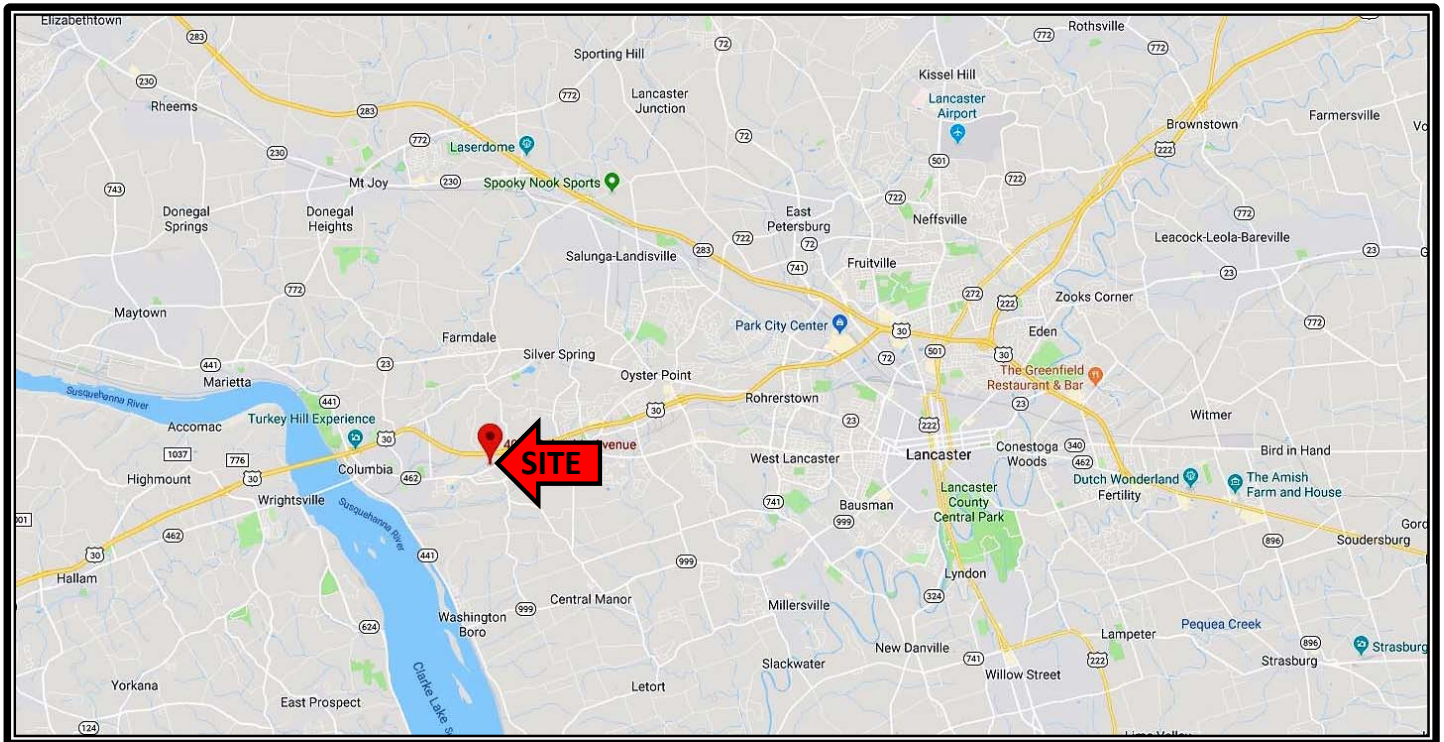 Elizabethtown
283
72
Sporting Hill
772
Rothsville
772
Kissel Hill
230
Rheems
283
772
Lancaster
Junction
Lancaster
Airport
Brownstown
Farmersville
772
Laserdome
72
222
230
501
743
Mt Joy
230
Spooky Nook Sports
722
722
Donegal
Springs
Donegal
Heights
East
Petersburg
Neffsville
772
Leacock-Leola-Bareville
23
Salunga-Landisville
283
722
72
741
Fruitville
23
772
272
222
Zooks Corner
Maytown
Farmdale
Park City Center
30
Eden
772
441
Marietta
23
Silver Spring
72
501
30
The Greenfield
Restaurant & Bar
Oyster Point
Susquehanna River
441
Rohrerstown
23
Accomac
Turkey Hill Experience
30
30
23
222
Witmer
1037
776
SITE
West Lancaster
Lancaster
Conestoga
Woods
340
462
Bird in Hand
Highmount
30
Columbia
462
Dutch Wonderland
Fertility
The Amish
Farm and House
Wrightsville
Susquehanna River
741
Bausman
999
Lancaster
County
Central Park
462
30
Hallam
441
896
Soudersburg
999
Lyndon
324
Washington
Boro
999
Central Manor
Millersville
624
Lampeter
Pequea Creek
896
Strasburg
Strasburg
New Danville
741
222
Slackwater
Willow Street
Yorkana
East Prospect
Letort
124
Clarke Lake